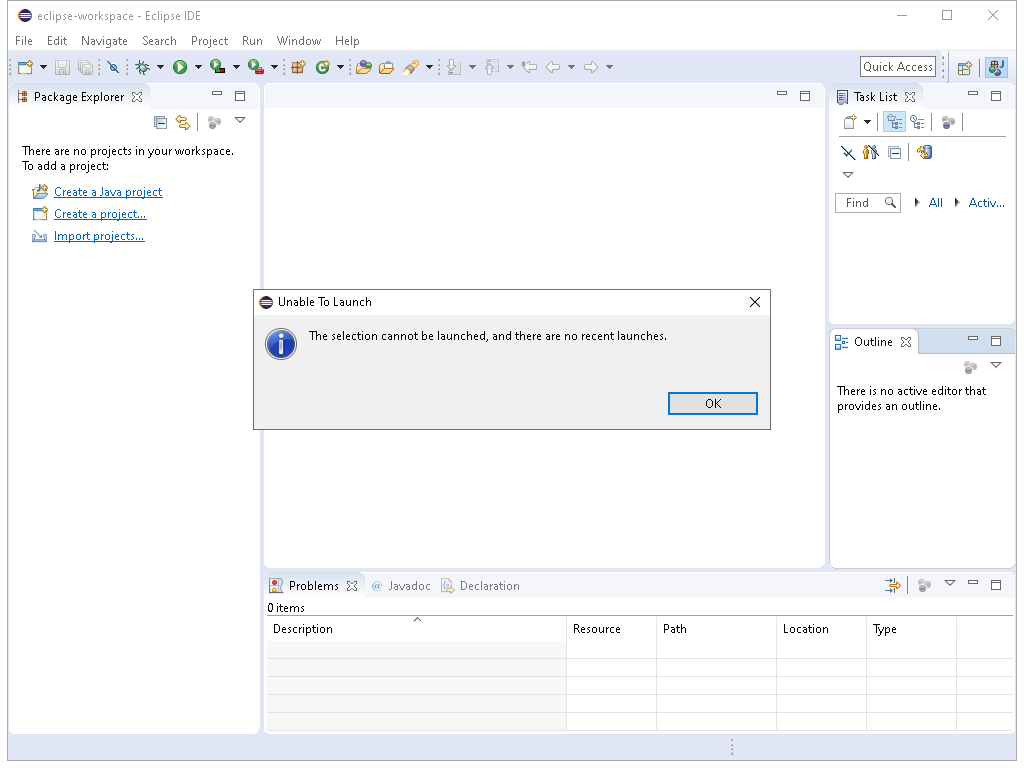 eclipse-workspace - Eclipse IDE
File Edit Navigate Search Project Run Window Help
Quick Access
Package Explorer
There are no projects in your workspace.
To add a project:
Create a Java project
Create a project...
Import projects...
Task List
Find All Activ...
Unable To Launch
The selection cannot be launched, and there are no recent launches.
OK
Outline
There is no active editor that
provides an outline.
Problems @ Javadoc Declaration
0 items
Description Resource Path Location Type